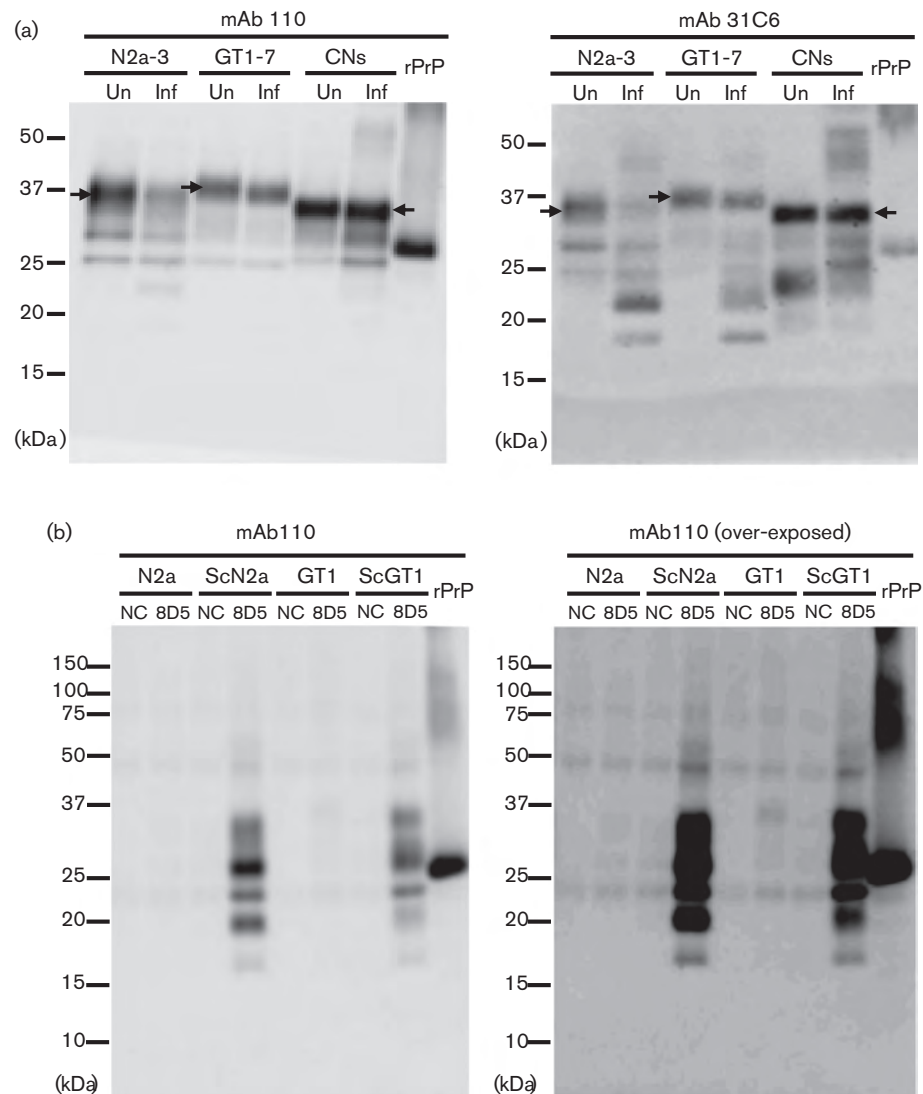 (a)
mAb 110
N2a-3 GT1-7 CNs rPrP
Un Inf Un Inf Un Inf
50
37
25
20
15
(kDa)
mAb 31C6
N2a-3 GT1-7 CNs rPrP
Un Inf Un Inf Un Inf
50
37
25
20
15
(kDa)
(b)
mAb110
N2a ScN2a GT1 ScGT1 rPrP
NC 8D5 NC 8D5 NC 8D5 NC 8D5
150
100
75
50
37
25
20
15
10
(kDa)
mAb110 (over-exposed)
N2a ScN2a GT1 ScGT1 rPrP
NC 8D5 NC 8D5 NC 8D5 NC 8D5
150
100
75
50
37
25
20
15
10
(kDa)